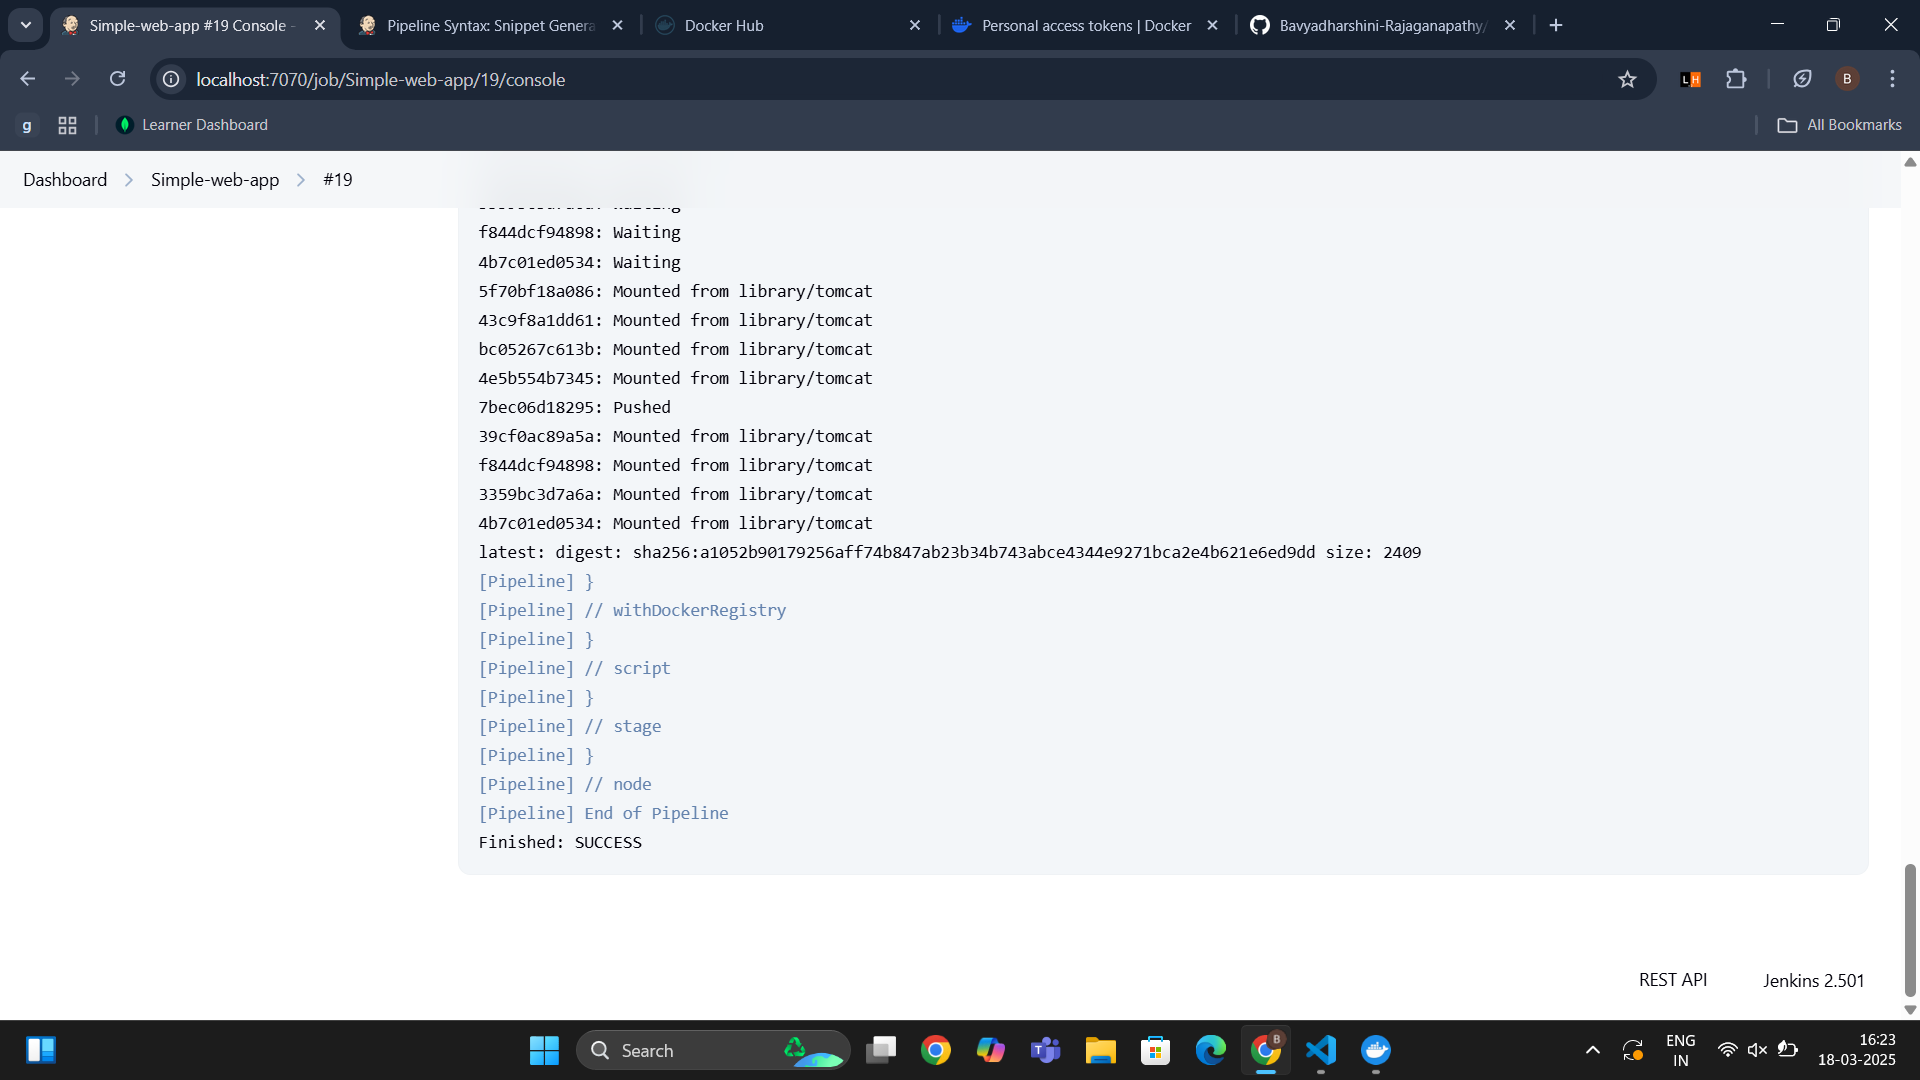 Simple-web-app #19 Console -
Pipeline Syntax: Snippet Genera
Docker Hub
Personal access tokens | Docker
Bavyadharshini-Rajaganapathy/
localhost:7070/job/Simple-web-app/19/console
LH
B
g
Learner Dashboard
All Bookmarks
Dashboard
Simple-web-app
#19
f844dcf94898: Waiting
4b7c01ed0534: Waiting
5f70bf18a086: Mounted from library/tomcat
43c9f8a1dd61: Mounted from library/tomcat
bc05267c613b: Mounted from library/tomcat
4e5b554b7345: Mounted from library/tomcat
7bec06d18295: Pushed
39cf0ac89a5a: Mounted from library/tomcat
f844dcf94898: Mounted from library/tomcat
3359bc3d7a6a: Mounted from library/tomcat
4b7c01ed0534: Mounted from library/tomcat
latest: digest: sha256:a1052b90179256aff74b847ab23b34b743abce4344e9271bca2e4b621e6ed9dd size: 2409
[Pipeline] }
[Pipeline] // withDockerRegistry
[Pipeline] }
[Pipeline] // script
[Pipeline] }
[Pipeline] // stage
[Pipeline] }
[Pipeline] // node
[Pipeline] End of Pipeline
Finished: SUCCESS
REST API
Jenkins 2.501
Search
B
ENG
IN
16:23
18-03-2025